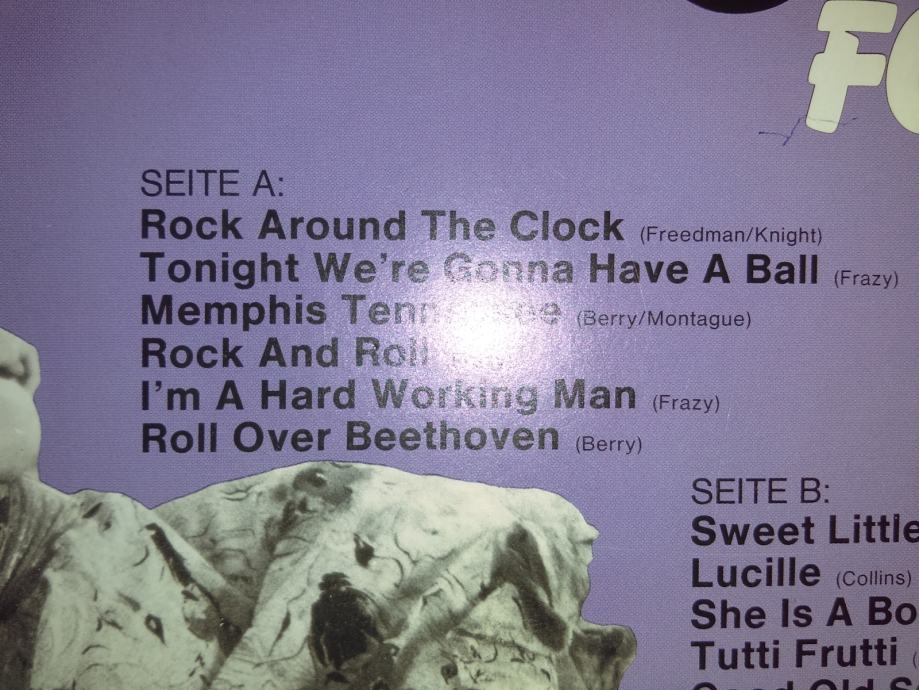 SEITE A:
Rock Around The Clock (Freedman/Knight)
Tonight We're Gonna Have A Ball (Frazy)
Memphis Tennessee (Berry/Montague)
Rock And Roll
I'm A Hard Working Man (Frazy)
Roll Over Beethoven (Berry)
SEITE B:
Sweet Little
Lucille (Collins)
She Is A
Tutti Frutti